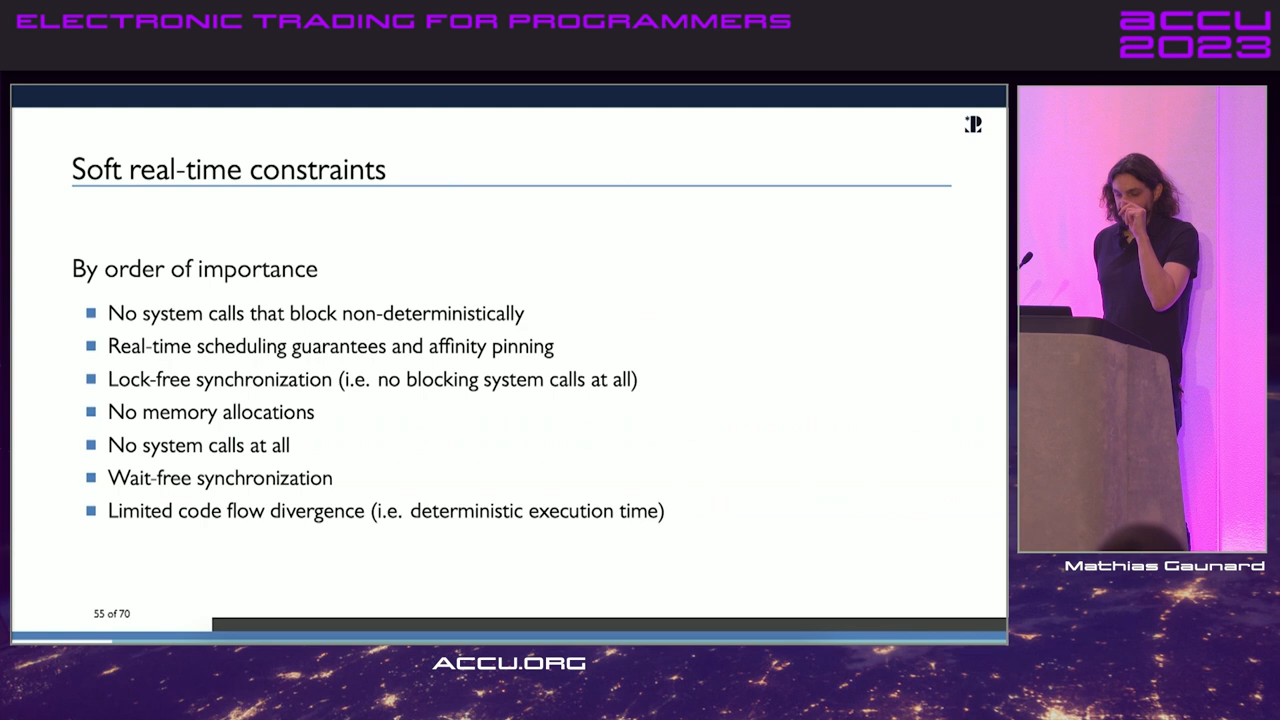 ELECTRONIC TRADING FOR PROGRAMMERS
accu
2023
Soft real-time constraints
By order of importance
No system calls that block non-deterministically
Real-time scheduling guarantees and affinity pinning
Lock-free synchronization (i.e. no blocking system calls at all)
No memory allocations
No system calls at all
Wait-free synchronization
Limited code flow divergence (i.e. deterministic execution time)
55 of 70
Mathias Gaunard
ACCU.ORG